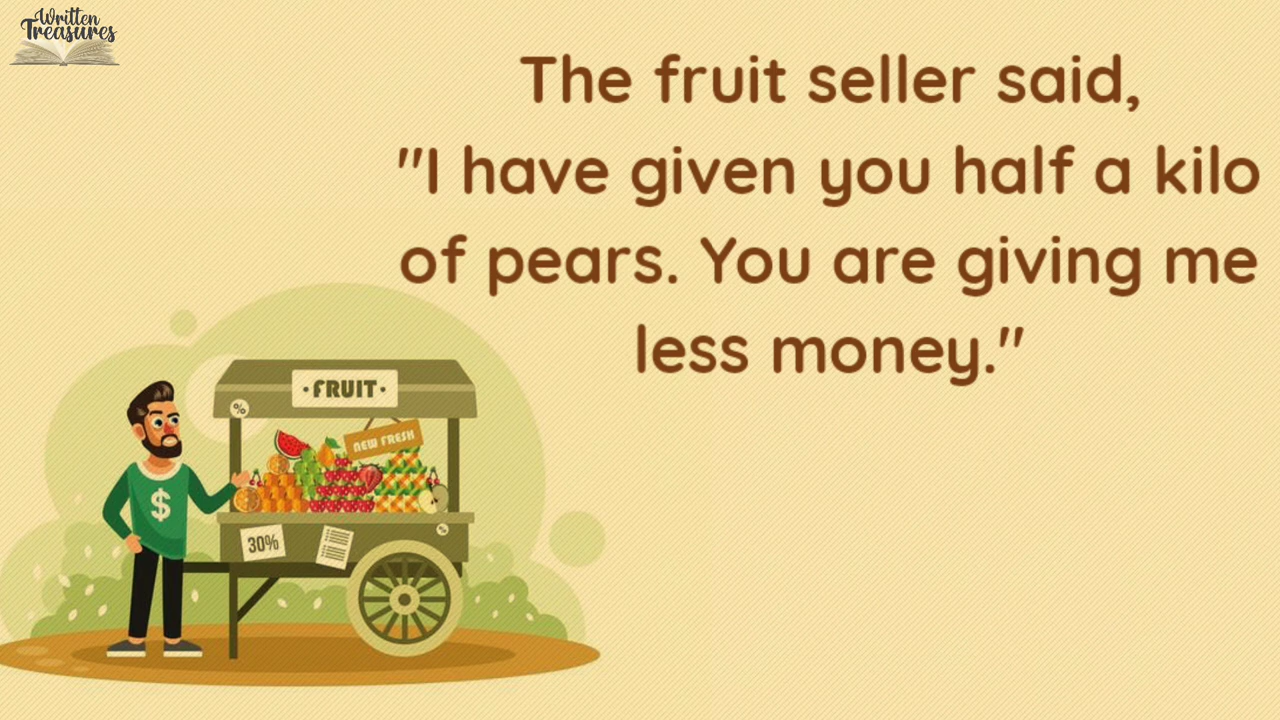 Written
Treasures
The fruit seller said,
"I have given you half a kilo
of pears. You are giving me
less money."
·FRUIT·
%
NEW FRESH
$
30%
%